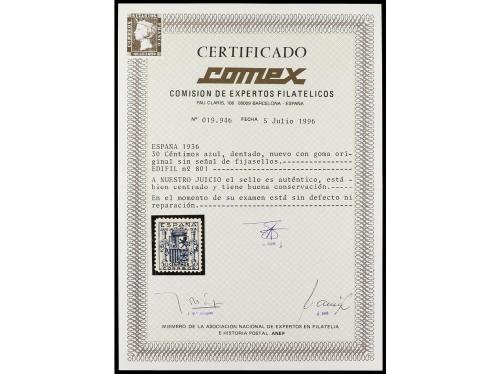 CERTIFICADO
comex
COMISION DE EXPERTOS FILATELICOS
PAU CLARIS, 106 08009 BARCELONA - ESPAÑA
Nº 019.946 FECHA 5 Julio 1996
ESPAÑA 1936
30 Céntimos azul, dentado, nuevo con goma ori-
ginal sin señal de fijasellos.
EDIFIL nº 801
A NUESTRO JUICIO el sello es auténtico, está
bien centrado y tiene buena conservación.
En el momento de su examen está sin defecto ni
reparación.
ESPAÑA
MIEMBRO DE LA ASOCIACION NACIONAL DE EXPERTOS EN FILATELIA
E HISTORIA POSTAL. ANEF